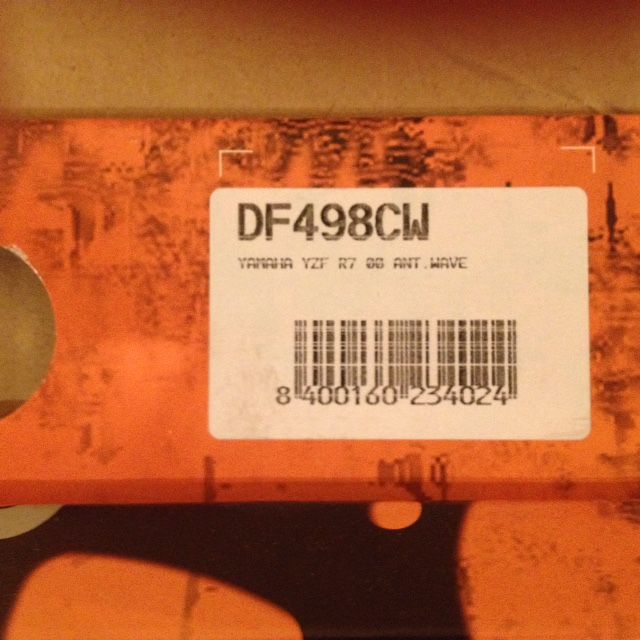 DF498CW
YAMAHA YZF R7 00 ANT.WAVE
8 400160 234024